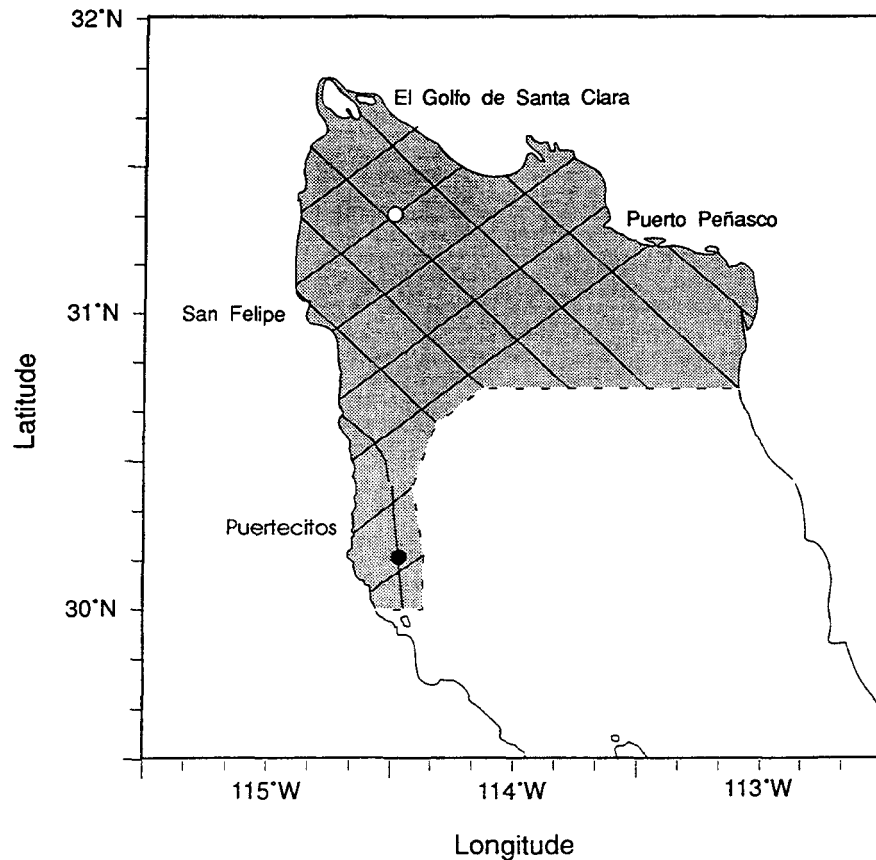 32°N
El Golfo de Santa Clara
Puerto Peñasco
31°N
San Felipe
Latitude
Puertecitos
30°N
115°W
114°W
113°W
Longitude